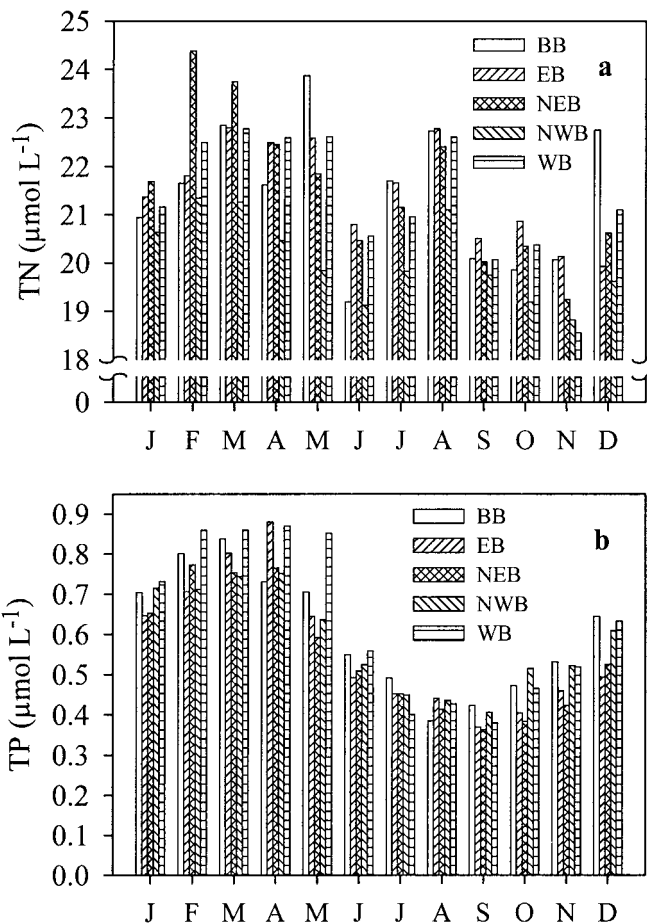 25
24
23
22
21
20
19
18
0
TN (µmol L⁻¹)
a
BB
EB
NEB
NWB
WB
J F M A M J J A S O N D
0.9
0.8
0.7
0.6
0.5
0.4
0.3
0.2
0.1
0.0
TP (µmol L⁻¹)
b
BB
EB
NEB
NWB
WB
J F M A M J J A S O N D